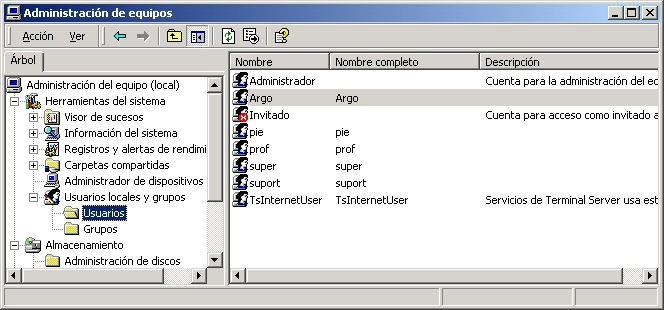 Administración de equipos
Acción Ver
Árbol
Administración del equipo (local)
Herramientas del sistema
Visor de sucesos
Información del sistema
Registros y alertas de rendimi
Carpetas compartidas
Administrador de dispositivos
Usuarios locales y grupos
Usuarios
Grupos
Almacenamiento
Administración de discos
Nombre Nombre completo Descripción
Administrador Cuenta para la administración del ec
Argo Argo
Invitado Cuenta para acceso como invitado a
pie pie
prof prof
super super
suport suport
TsInternetUser TsInternetUser Servicios de Terminal Server usa est